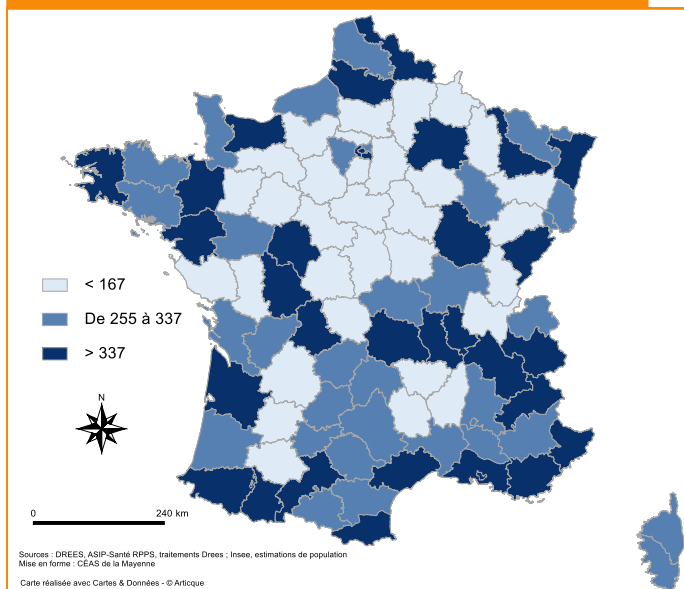 < 167
De 255 à 337
> 337
N
0 240 km
Sources : DREES, ASIP-Santé RPPS, traitements Drees ; Insee, estimations de population
Mise en forme : CÉAS de la Mayenne
Carte réalisée avec Cartes & Données - © Articque